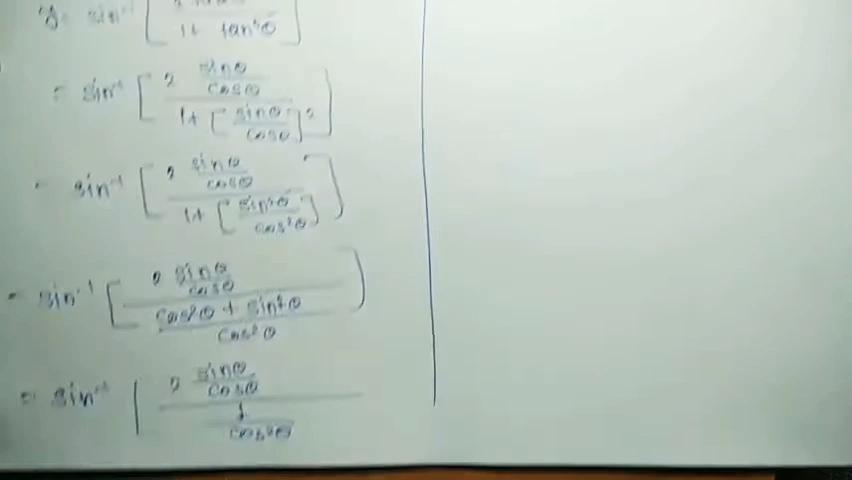 y = sin⁻¹ [ 2 tanθ / 1 + tan²θ ]
= sin⁻¹ [ 2 sinθ/cosθ / 1 + [ sinθ/cosθ ]² ]
= sin⁻¹ [ 2 sinθ/cosθ / 1 + [ sin²θ/cos²θ ] ]
= sin⁻¹ [ 2 sinθ/cosθ / cos²θ + sin²θ/cos²θ ]
= sin⁻¹ [ 2 sinθ/cosθ / 1/cos²θ